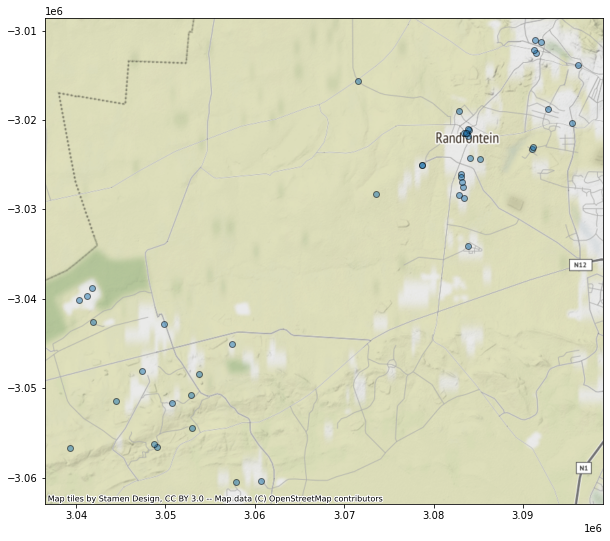 1e6
−3.01
−3.02
Randfontein
−3.03
N12
−3.04
−3.05
N1
−3.06
Map tiles by Stamen Design, CC BY 3.0 -- Map data (C) OpenStreetMap contributors
3.04 3.05 3.06 3.07 3.08 3.09
1e6